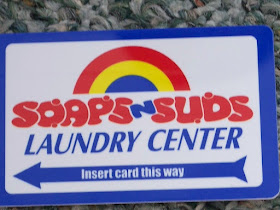 SOAPS N SUDS
LAUNDRY CENTER
Insert card this way